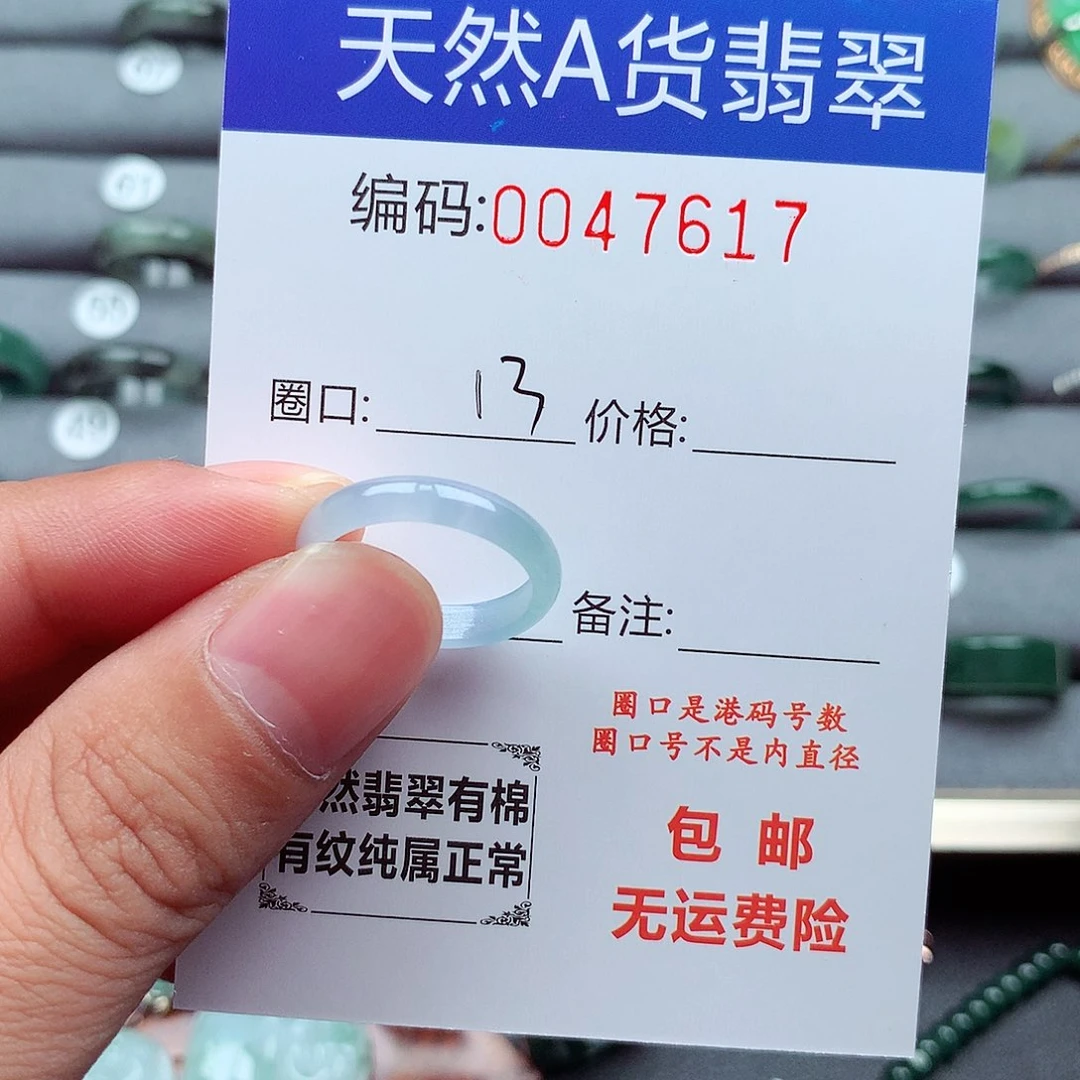 天然A货翡翠
编码:0047617
圈口: 13 价格:
备注:
圈口是港码号数
圈口号不是内直径
然翡翠有棉
有纹纯属正常
包 邮
无运费险
49